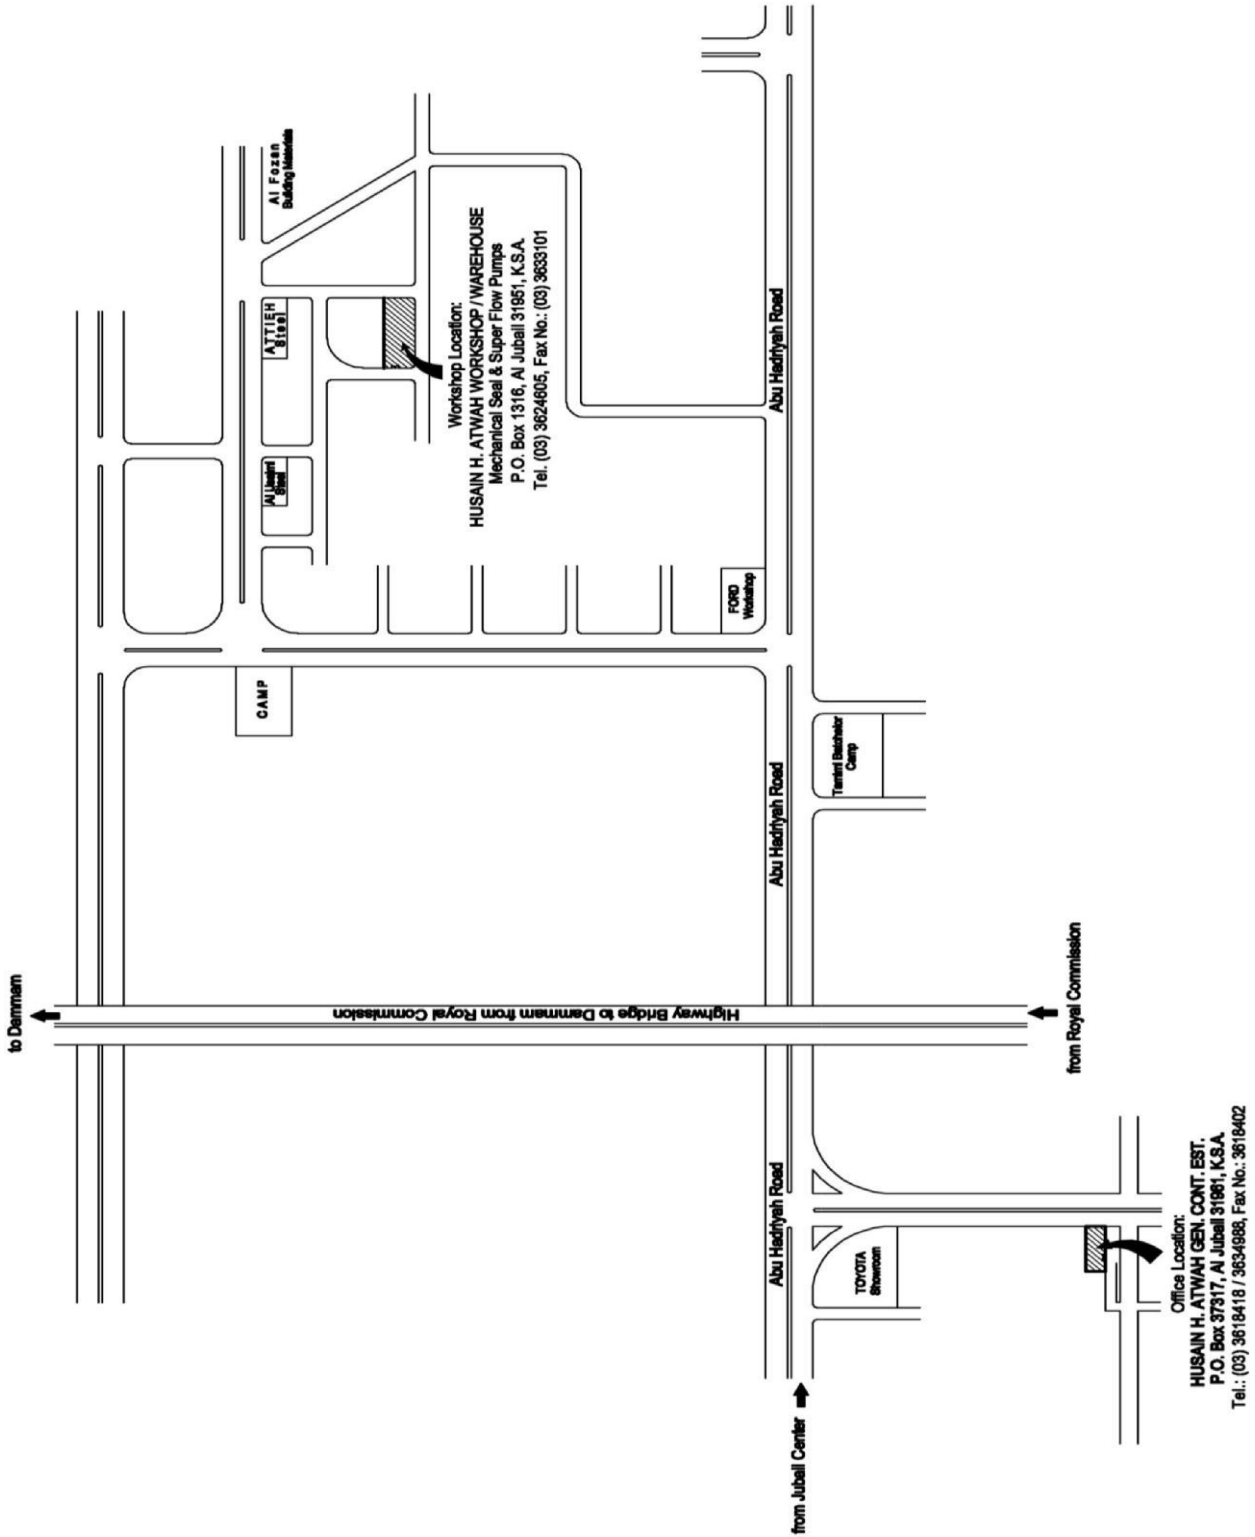 to Dammam
Al Fozan
Building Materials
ATTIEH
Steel
Steel
CAMP
Workshop Location:
HUSAIN H. ATWAH WORKSHOP / WAREHOUSE
Mechanical Seal & Super Flow Pumps
P.O. Box 1316, Al Jubail 31951, K.S.A.
Tel. (03) 3624605, Fax No.: (03) 3633101
Abu Hadriyah Road
FORD
Workshop
Abu Hadriyah Road
Tamimi Batchelor
Camp
Highway Bridge to Dammam from Royal Commission
from Royal Commission
Abu Hadriyah Road
TOYOTA
Showroom
from Jubail Center
Office Location:
HUSAIN H. ATWAH GEN. CONT. EST.
P.O. Box 37317, Al Jubail 31961, K.S.A.
Tel.: (03) 3618418 / 3634988, Fax No.: 3618402